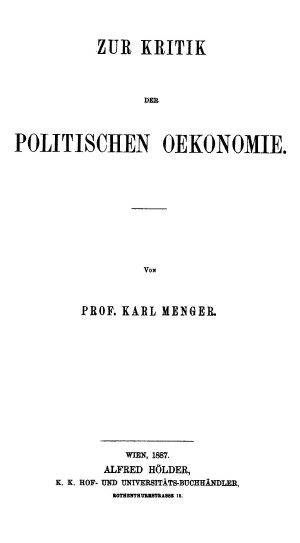 ZUR KRITIK
DER
POLITISCHEN OEKONOMIE.
VON
PROF. KARL MENGER.
WIEN, 1887.
ALFRED HÖLDER,
K. K. HOF- UND UNIVERSITÄTS-BUCHHÄNDLER,
ROTHENTHURMSTRASSE 15.